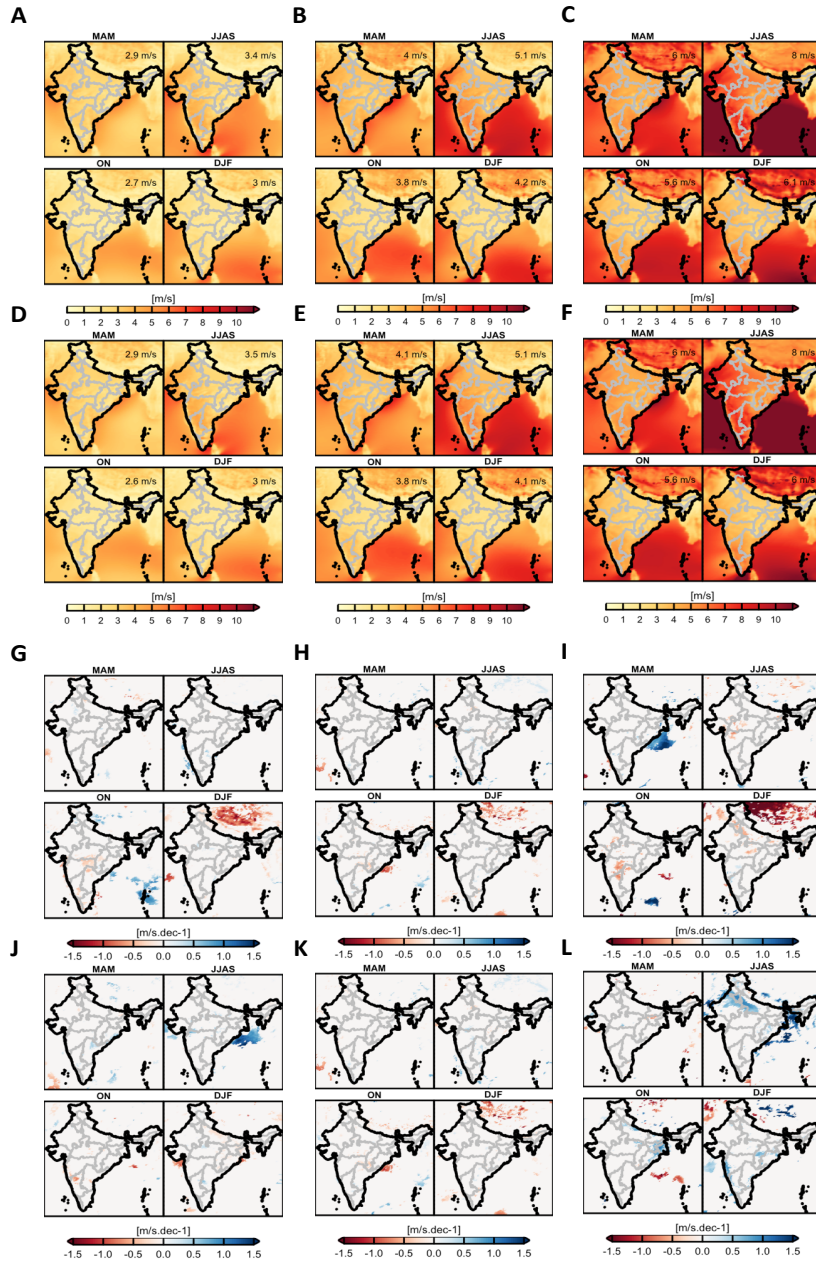 A B C
MAM JJAS MAM JJAS MAM JJAS
2.9 m/s 3.4 m/s 4 m/s 5.1 m/s 6 m/s 8 m/s
ON DJF ON DJF ON DJF
2.7 m/s 3 m/s 3.8 m/s 4.2 m/s 5.6 m/s 6.1 m/s
[m/s] [m/s] [m/s]
0 1 2 3 4 5 6 7 8 9 10 0 1 2 3 4 5 6 7 8 9 10 0 1 2 3 4 5 6 7 8 9 10
D E F
MAM JJAS MAM JJAS MAM JJAS
2.9 m/s 3.5 m/s 4.1 m/s 5.1 m/s 6 m/s 8 m/s
ON DJF ON DJF ON DJF
2.6 m/s 3 m/s 3.8 m/s 4.1 m/s 5.6 m/s 6 m/s
[m/s] [m/s] [m/s]
0 1 2 3 4 5 6 7 8 9 10 0 1 2 3 4 5 6 7 8 9 10 0 1 2 3 4 5 6 7 8 9 10
G H I
MAM JJAS MAM JJAS MAM JJAS
ON DJF ON DJF ON DJF
[m/s.dec-1] [m/s.dec-1] [m/s.dec-1]
-1.5 -1.0 -0.5 0.0 0.5 1.0 1.5 -1.5 -1.0 -0.5 0.0 0.5 1.0 1.5 -1.5 -1.0 -0.5 0.0 0.5 1.0 1.5
J K L
MAM JJAS MAM JJAS MAM JJAS
ON DJF ON DJF ON DJF
[m/s.dec-1] [m/s.dec-1] [m/s.dec-1]
-1.5 -1.0 -0.5 0.0 0.5 1.0 1.5 -1.5 -1.0 -0.5 0.0 0.5 1.0 1.5 -1.5 -1.0 -0.5 0.0 0.5 1.0 1.5